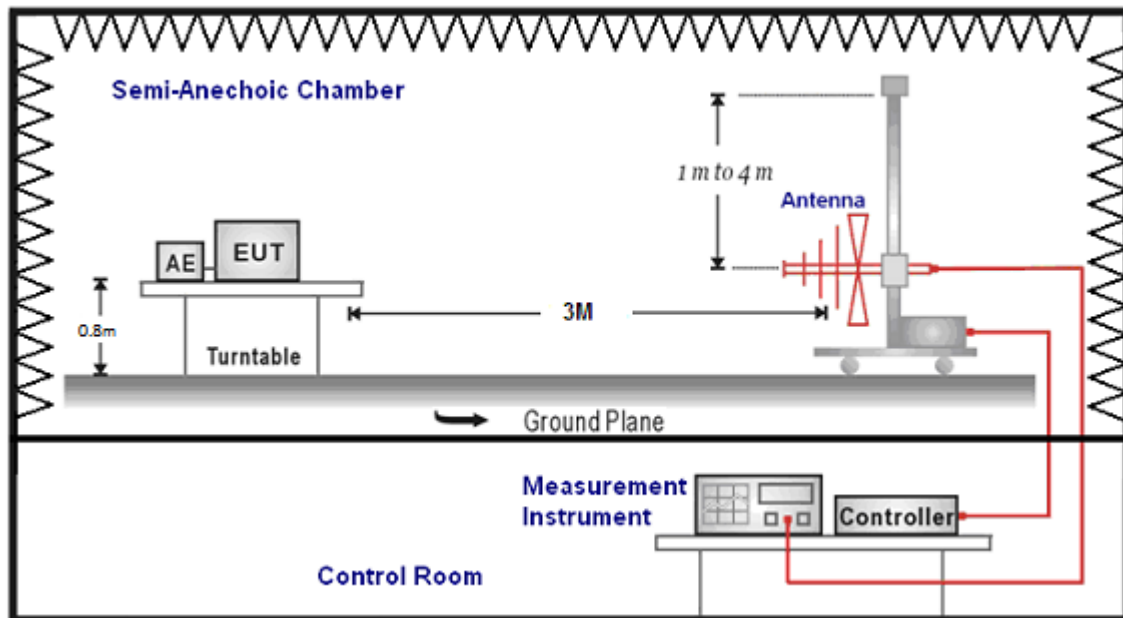 Semi-Anechoic Chamber
1 m to 4 m
Antenna
AE
EUT
0.8m
3M
Turntable
Ground Plane
Measurement
Instrument
Controller
Control Room